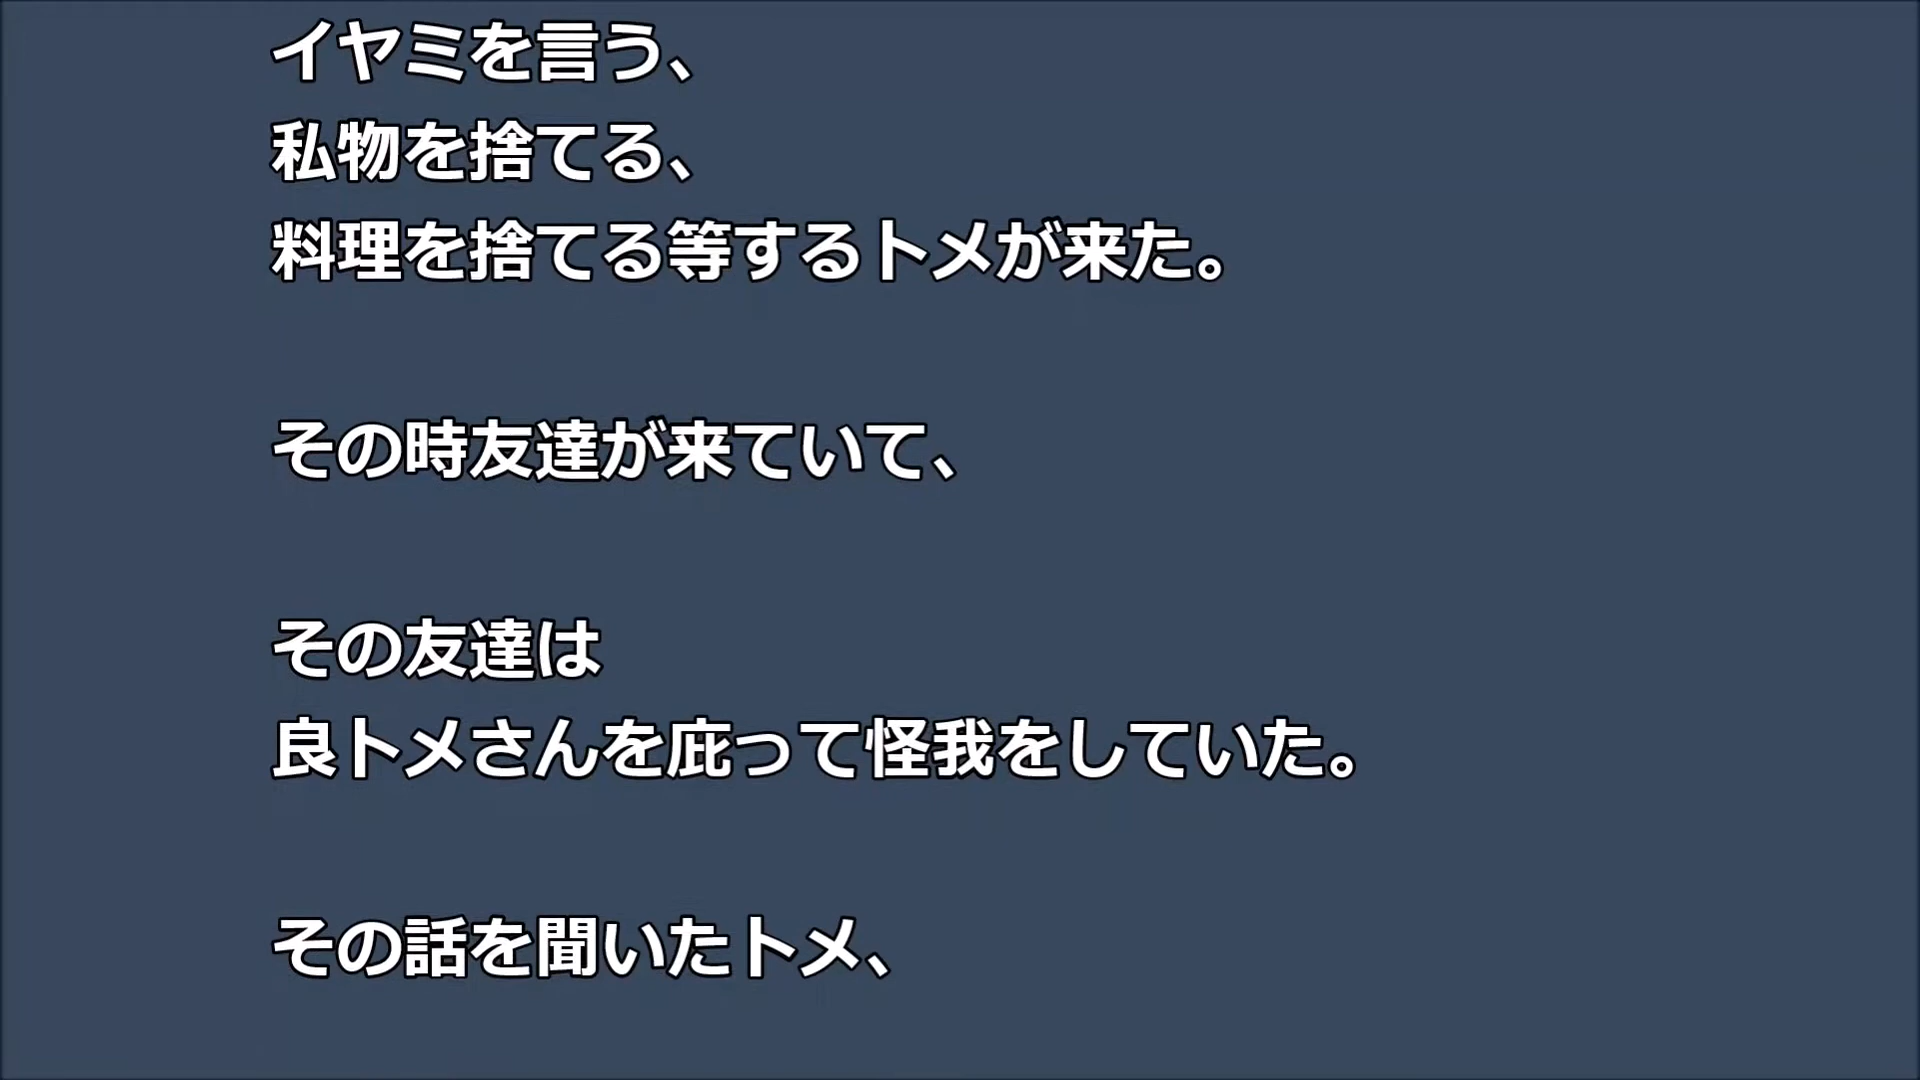 イヤミを言う、
私物を捨てる、
料理を捨てる等するトメが来た。
その時友達が来ていて、
その友達は
良トメさんを庇って怪我をしていた。
その話を聞いたトメ、